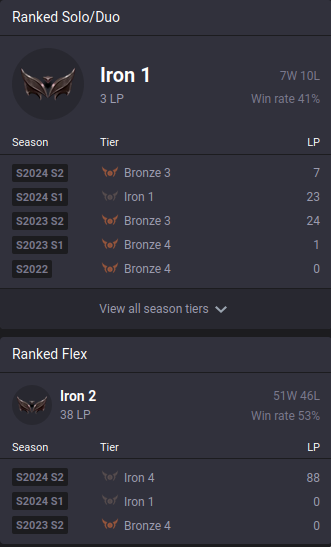 Ranked Solo/Duo
Iron 1 7W 10L
3 LP Win rate 41%
Season Tier LP
S2024 S2 Bronze 3 7
S2024 S1 Iron 1 23
S2023 S2 Bronze 3 24
S2023 S1 Bronze 4 1
S2022 Bronze 4 0
View all season tiers
Ranked Flex
Iron 2 51W 46L
38 LP Win rate 53%
Season Tier LP
S2024 S2 Iron 4 88
S2024 S1 Iron 1 0
S2023 S2 Bronze 4 0